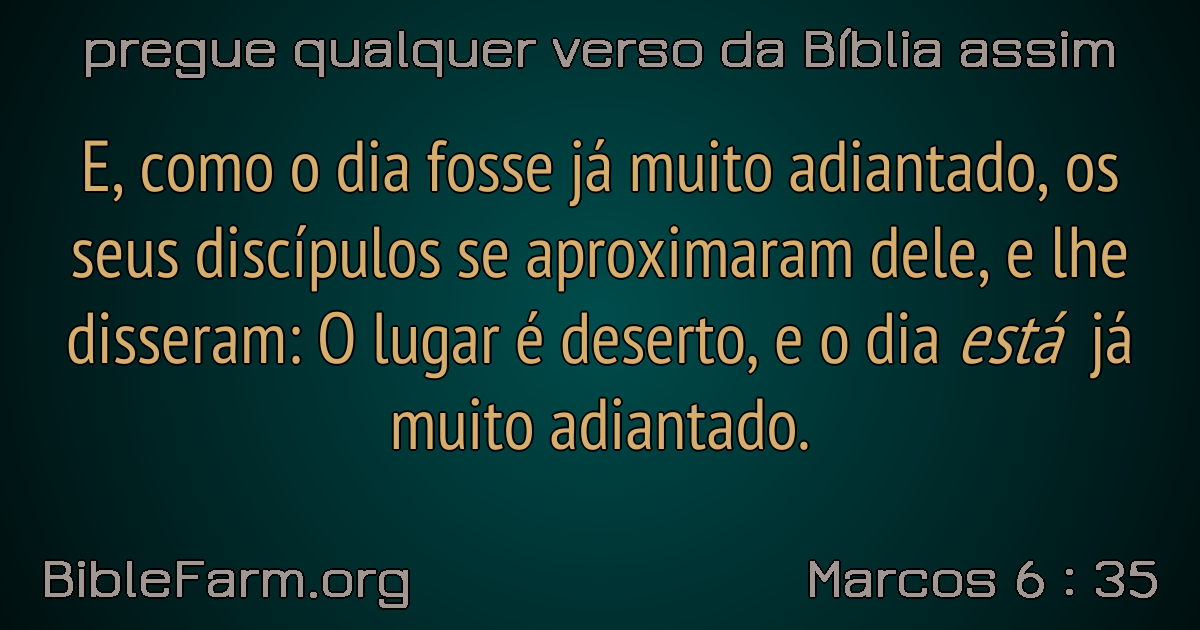 pregue qualquer verso da Bíblia assim
E, como o dia fosse já muito adiantado, os
seus discípulos se aproximaram dele, e lhe
disseram: O lugar é deserto, e o dia está já
muito adiantado.
BibleFarm.org
Marcos 6 : 35